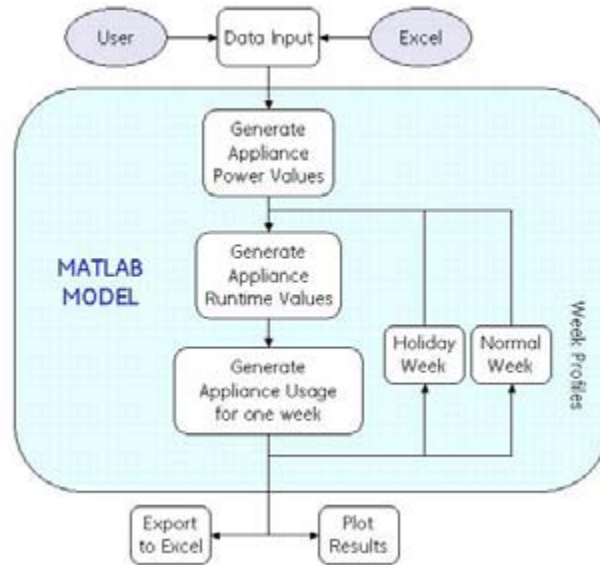 User
Data Input
Excel
Generate
Appliance
Power Values
MATLAB
MODEL
Generate
Appliance
Runtime Values
Holiday
Week
Normal
Week
Week Profiles
Generate
Appliance Usage
for one week
Export
to Excel
Plot
Results